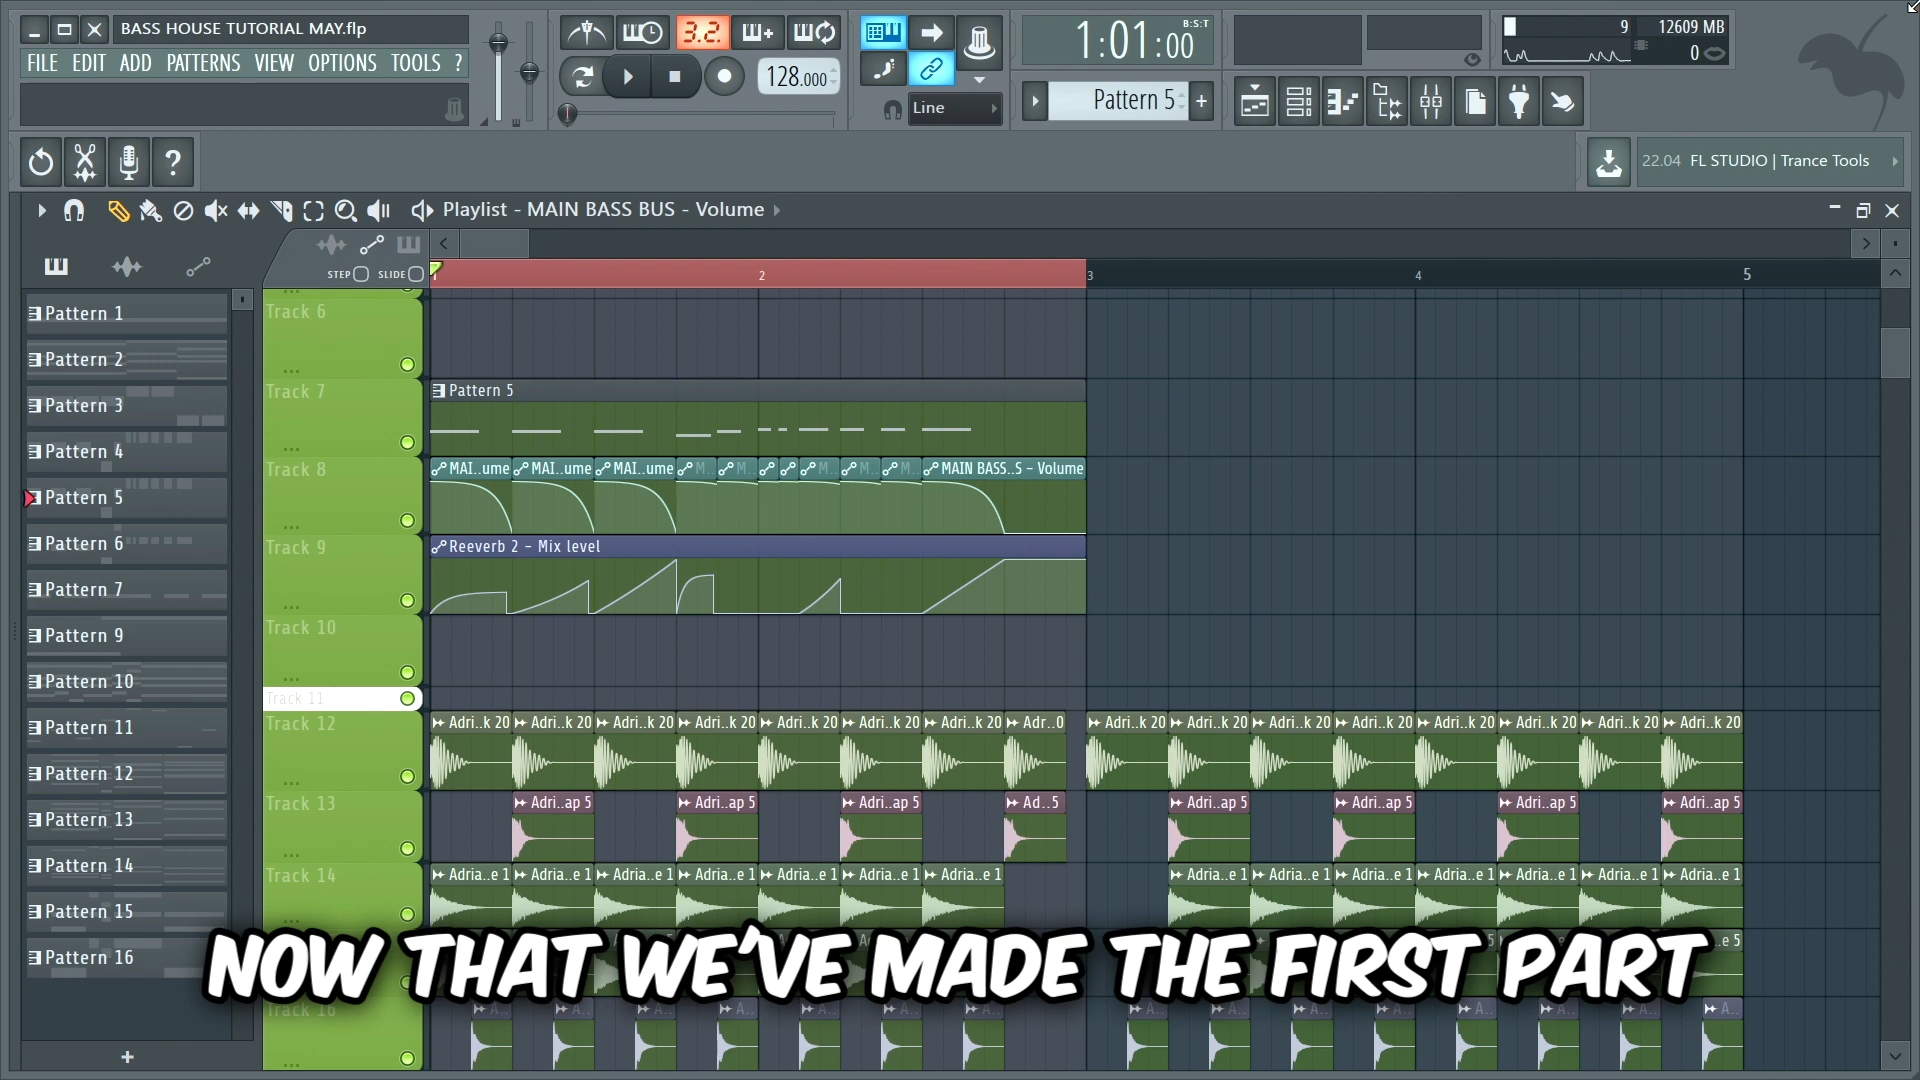 BASS HOUSE TUTORIAL MAY.flp
FILE EDIT ADD PATTERNS VIEW OPTIONS TOOLS ?
3.2.
128.000
Line
1:01:00
B:S:T
Pattern 5
9
12609 MB
0
22.04 FL STUDIO | Trance Tools
Playlist - MAIN BASS BUS - Volume
STEP SLIDE
1 2 3 4 5
Pattern 1
Pattern 2
Pattern 3
Pattern 4
Pattern 5
Pattern 6
Pattern 7
Pattern 9
Pattern 10
Pattern 11
Pattern 12
Pattern 13
Pattern 14
Pattern 15
Pattern 16
Track 6
Track 7
Pattern 5
Track 8
MAI..ume MAI..ume MAI..ume M.. M.. M.. M.. M.. MAIN BASS..S - Volume
Track 9
Reeverb 2 - Mix level
Track 10
Track 11
Track 12
Adri..k 20 Adri..k 20 Adri..k 20 Adri..k 20 Adri..k 20 Adri..k 20 Adri..k 20 Adr..0 Adri..k 20 Adri..k 20 Adri..k 20 Adri..k 20 Adri..k 20 Adri..k 20 Adri..k 20 Adri..k 20
Track 13
Adri..ap 5 Adri..ap 5 Adri..ap 5 Ad..5 Adri..ap 5 Adri..ap 5 Adri..ap 5 Adri..ap 5
Track 14
Adria..e 1 Adria..e 1 Adria..e 1 Adria..e 1 Adria..e 1 Adria..e 1 Adria..e 1 Adria..e 1 Adria..e 1 Adria..e 1 Adria..e 1 Adria..e 1 Adria..e 1 Adria..e 1
NOW THAT WE'VE MADE THE FIRST PART
Track 16
A.. A.. A.. A.. A.. A.. A.. A.. A.. A.. A.. A.. A.. A.. A..